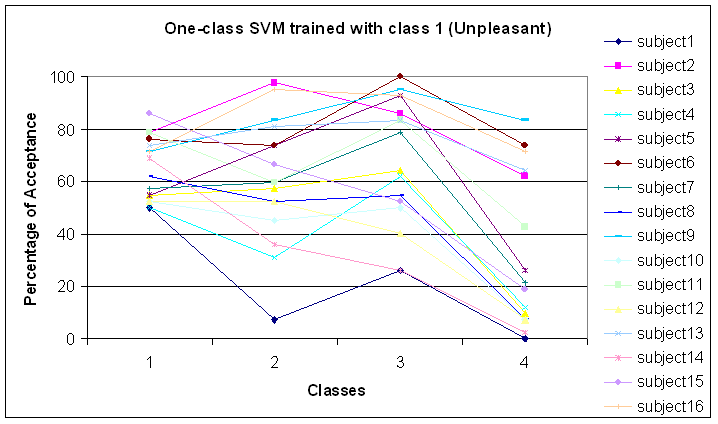 One-class SVM trained with class 1 (Unpleasant)
Percentage of Acceptance
100
80
60
40
20
0
1 2 3 4
Classes
subject1
subject2
subject3
subject4
subject5
subject6
subject7
subject8
subject9
subject10
subject11
subject12
subject13
subject14
subject15
subject16